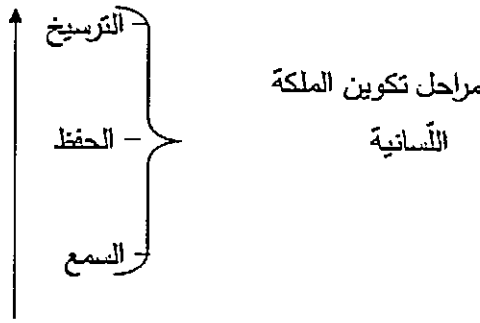 الترسيخ
مراحل تكوين الملكة
اللّسانية
– الحفظ
السمع